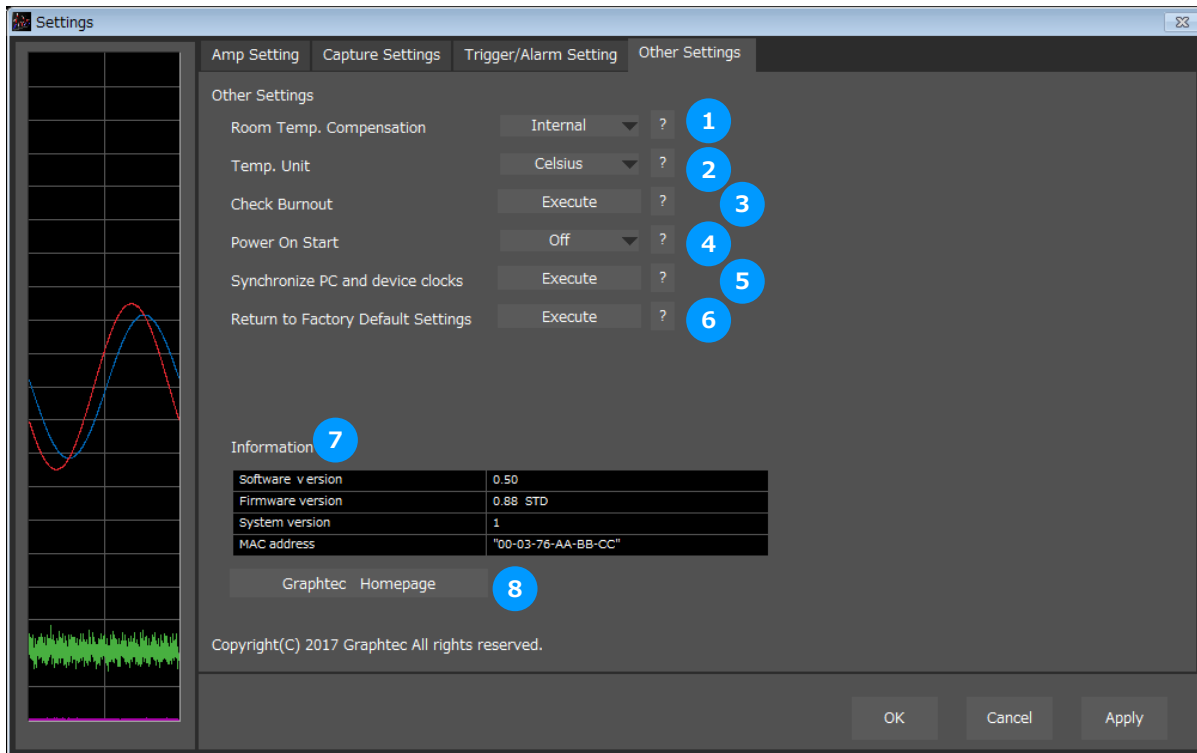 Settings
Amp Setting Capture Settings Trigger/Alarm Setting Other Settings
Other Settings
Room Temp. Compensation Internal ? 1
Temp. Unit Celsius ? 2
Check Burnout Execute ? 3
Power On Start Off ? 4
Synchronize PC and device clocks Execute ? 5
Return to Factory Default Settings Execute ? 6
Information 7
Software version 0.50
Firmware version 0.88 STD
System version 1
MAC address "00-03-76-AA-BB-CC"
Graphtec Homepage 8
Copyright(C) 2017 Graphtec All rights reserved.
OK Cancel Apply